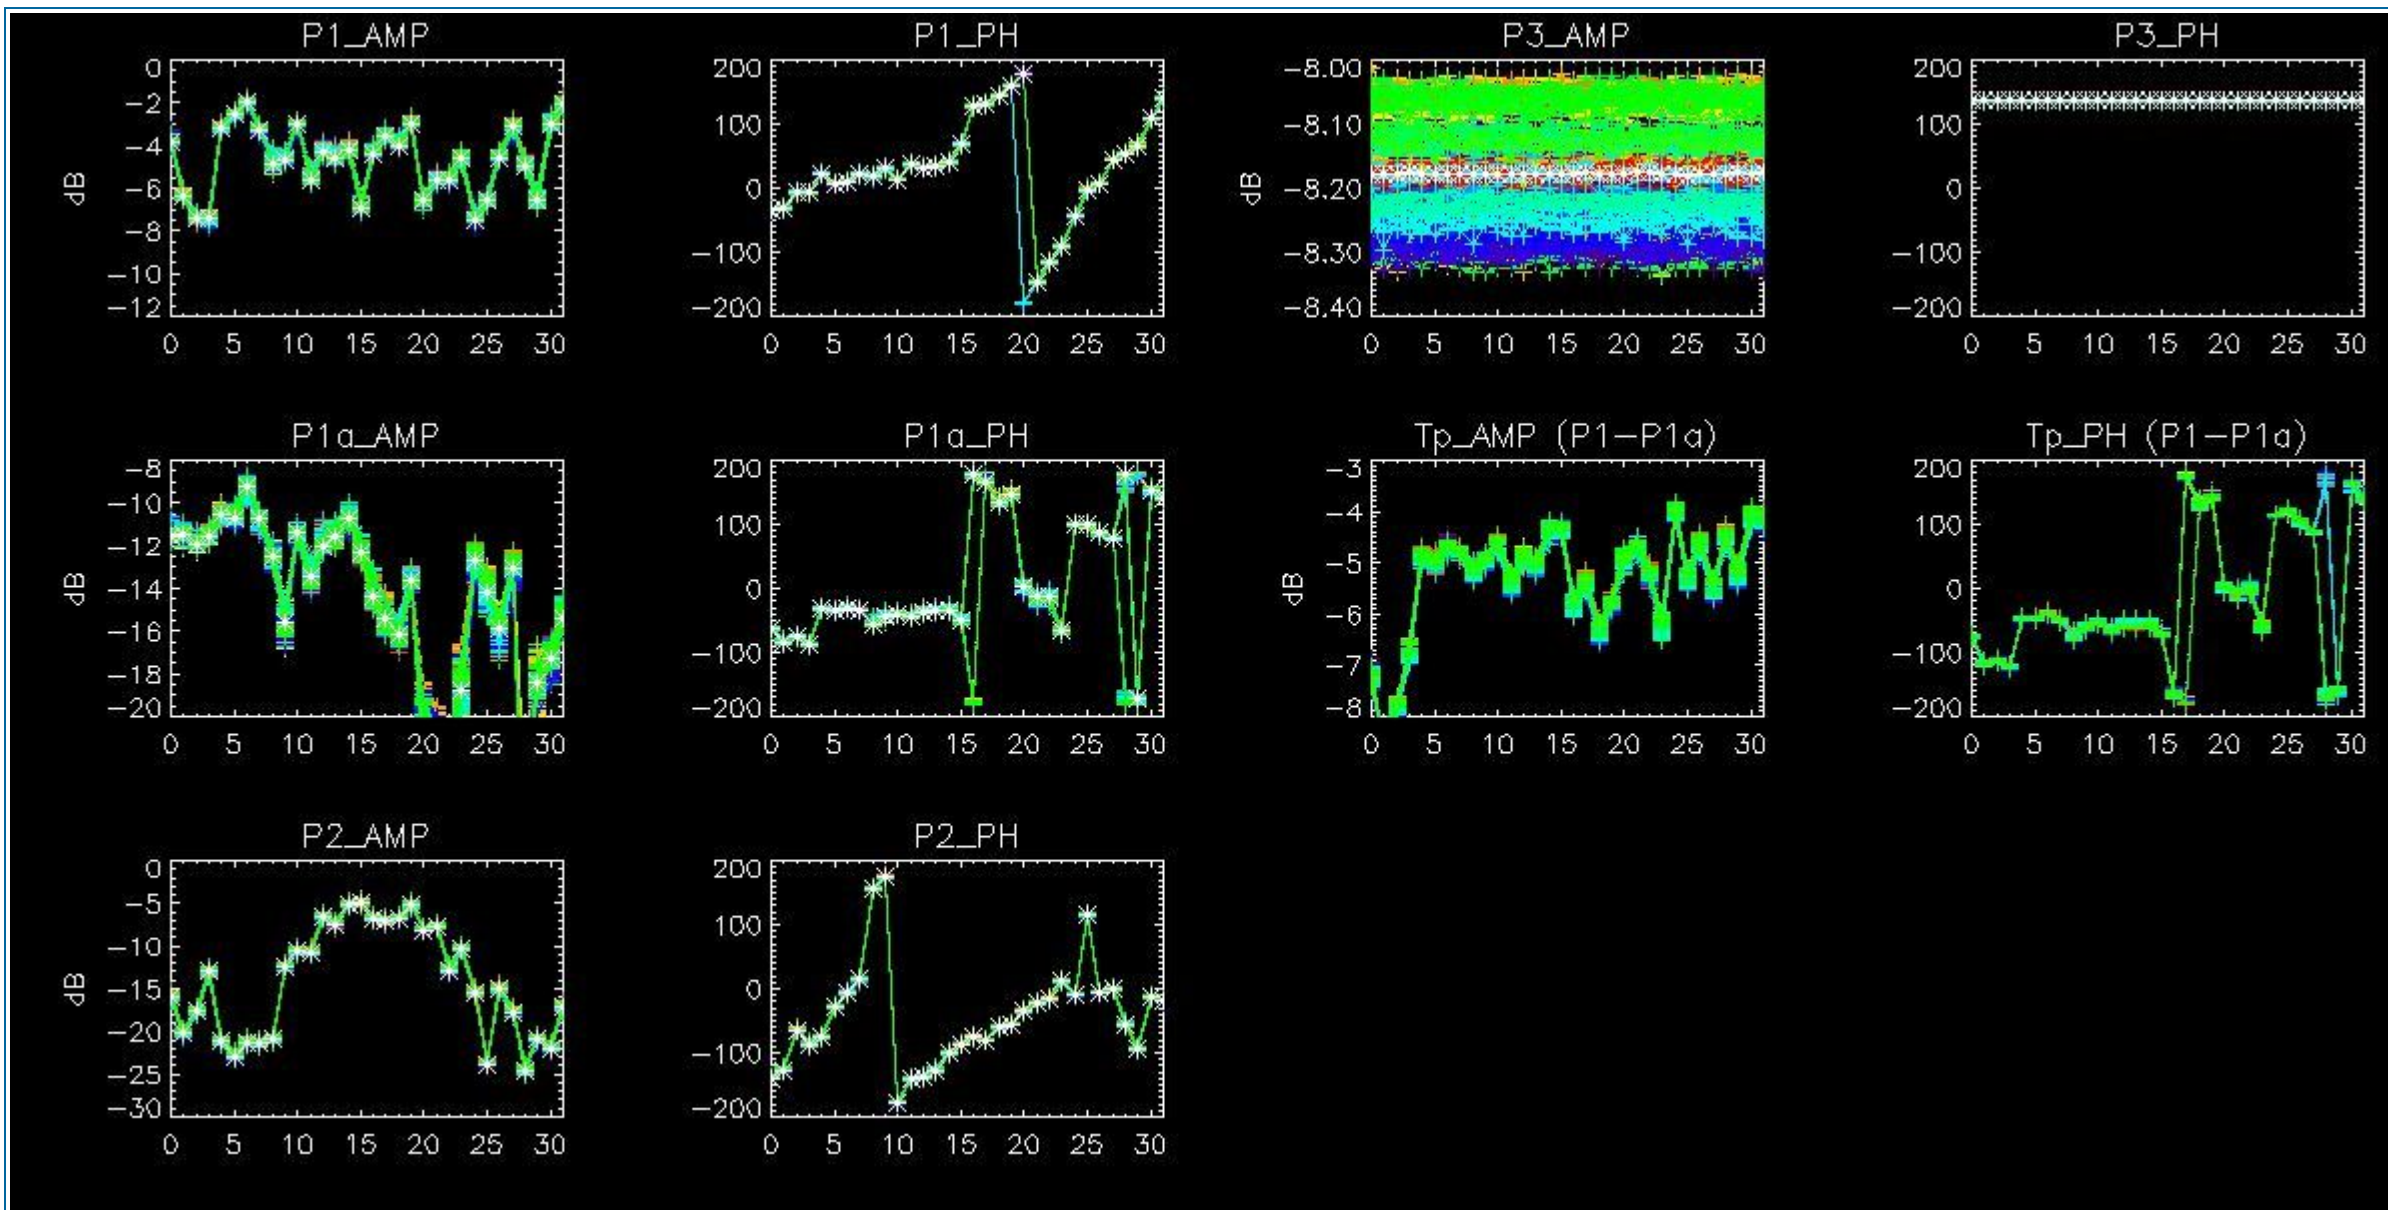 P1_AMP P1_PH P3_AMP P3_PH
0 200 −8.00 200
−2
100 −8.10 100
−4
dB 0 dB −8.20 0
−6
−8
−100 −8.30 −100
−10
−12 −200 −8.40 −200
0 5 10 15 20 25 30 0 5 10 15 20 25 30 0 5 10 15 20 25 30 0 5 10 15 20 25 30
P1a_AMP P1a_PH Tp_AMP (P1−P1a) Tp_PH (P1−P1a)
−8 200 −3 200
−10
100 −4 100
−12
dB −14 0 dB −5 0
−6
−16
−100 −7 −100
−18
−20 −200 −8 −200
0 5 10 15 20 25 30 0 5 10 15 20 25 30 0 5 10 15 20 25 30 0 5 10 15 20 25 30
P2_AMP P2_PH
0 200
−5
100
−10
dB −15 0
−20
−100
−25
−30 −200
0 5 10 15 20 25 30 0 5 10 15 20 25 30